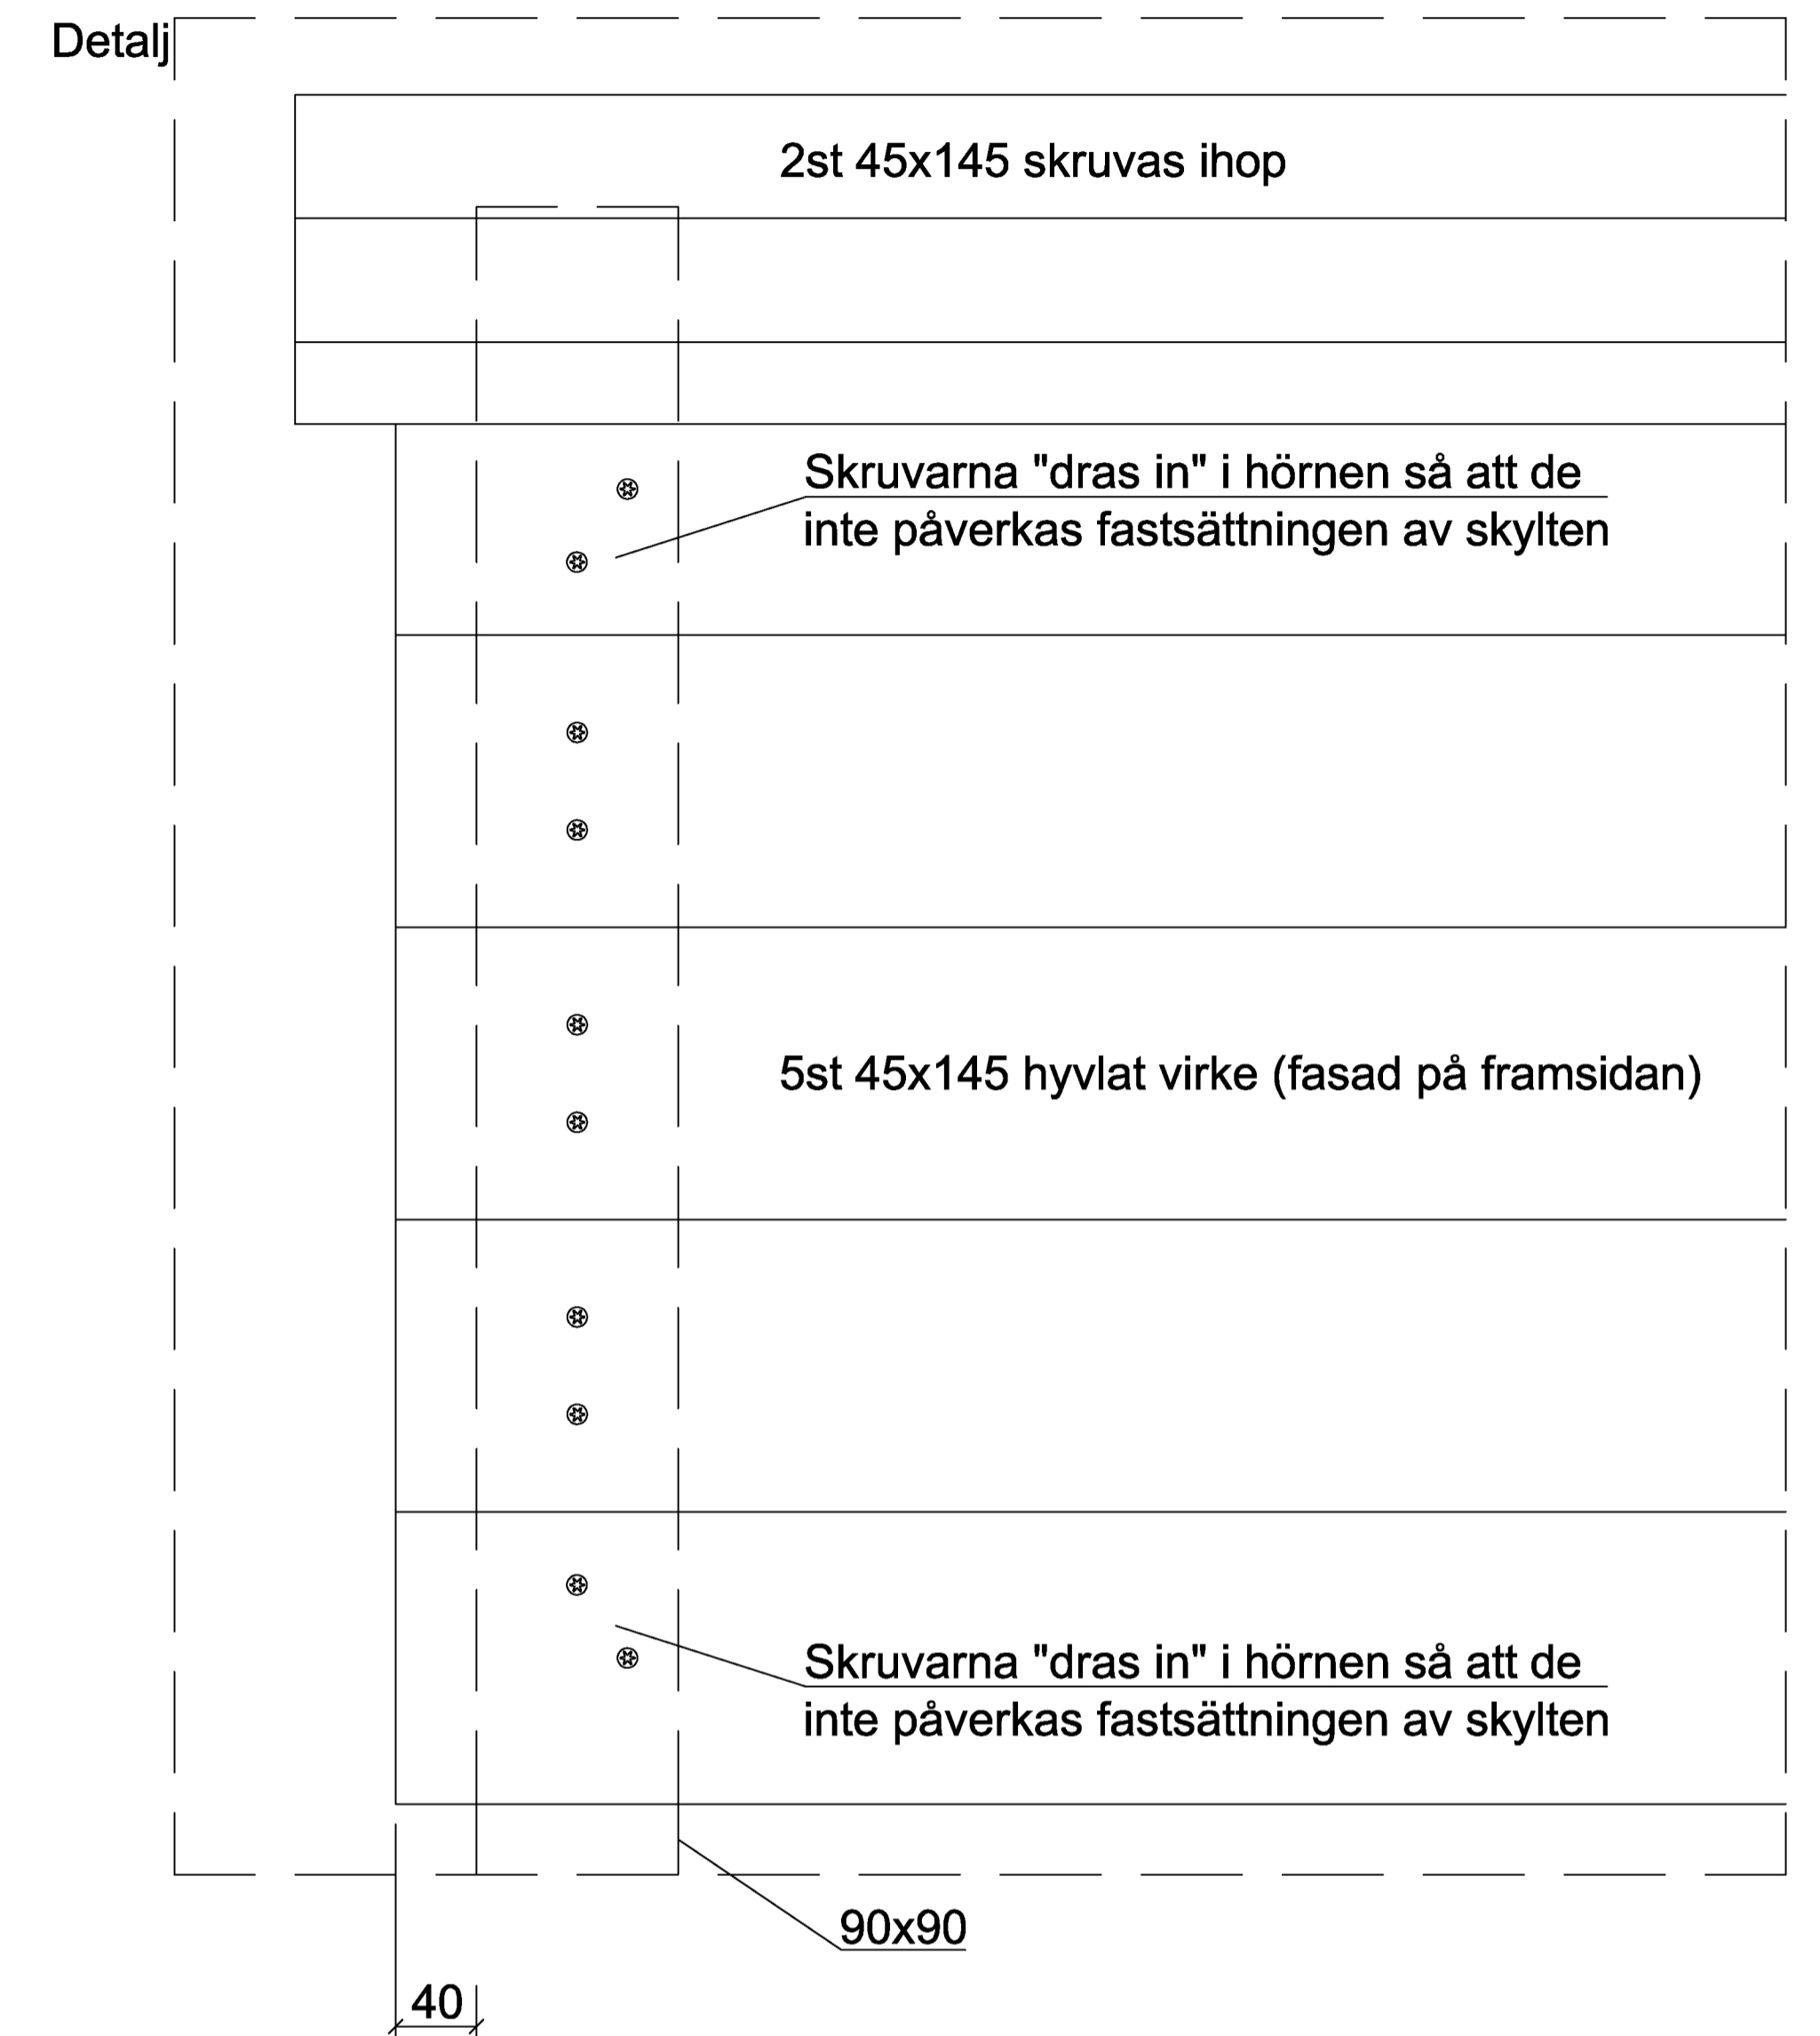 Detalj
2st 45x145 skruvas ihop
Skruvarna "dras in" i hörnen så att de
inte påverkas fastsättningen av skylten
5st 45x145 hyvlat virke (fasad på framsidan)
Skruvarna "dras in" i hörnen så att de
inte påverkas fastsättningen av skylten
90x90
40